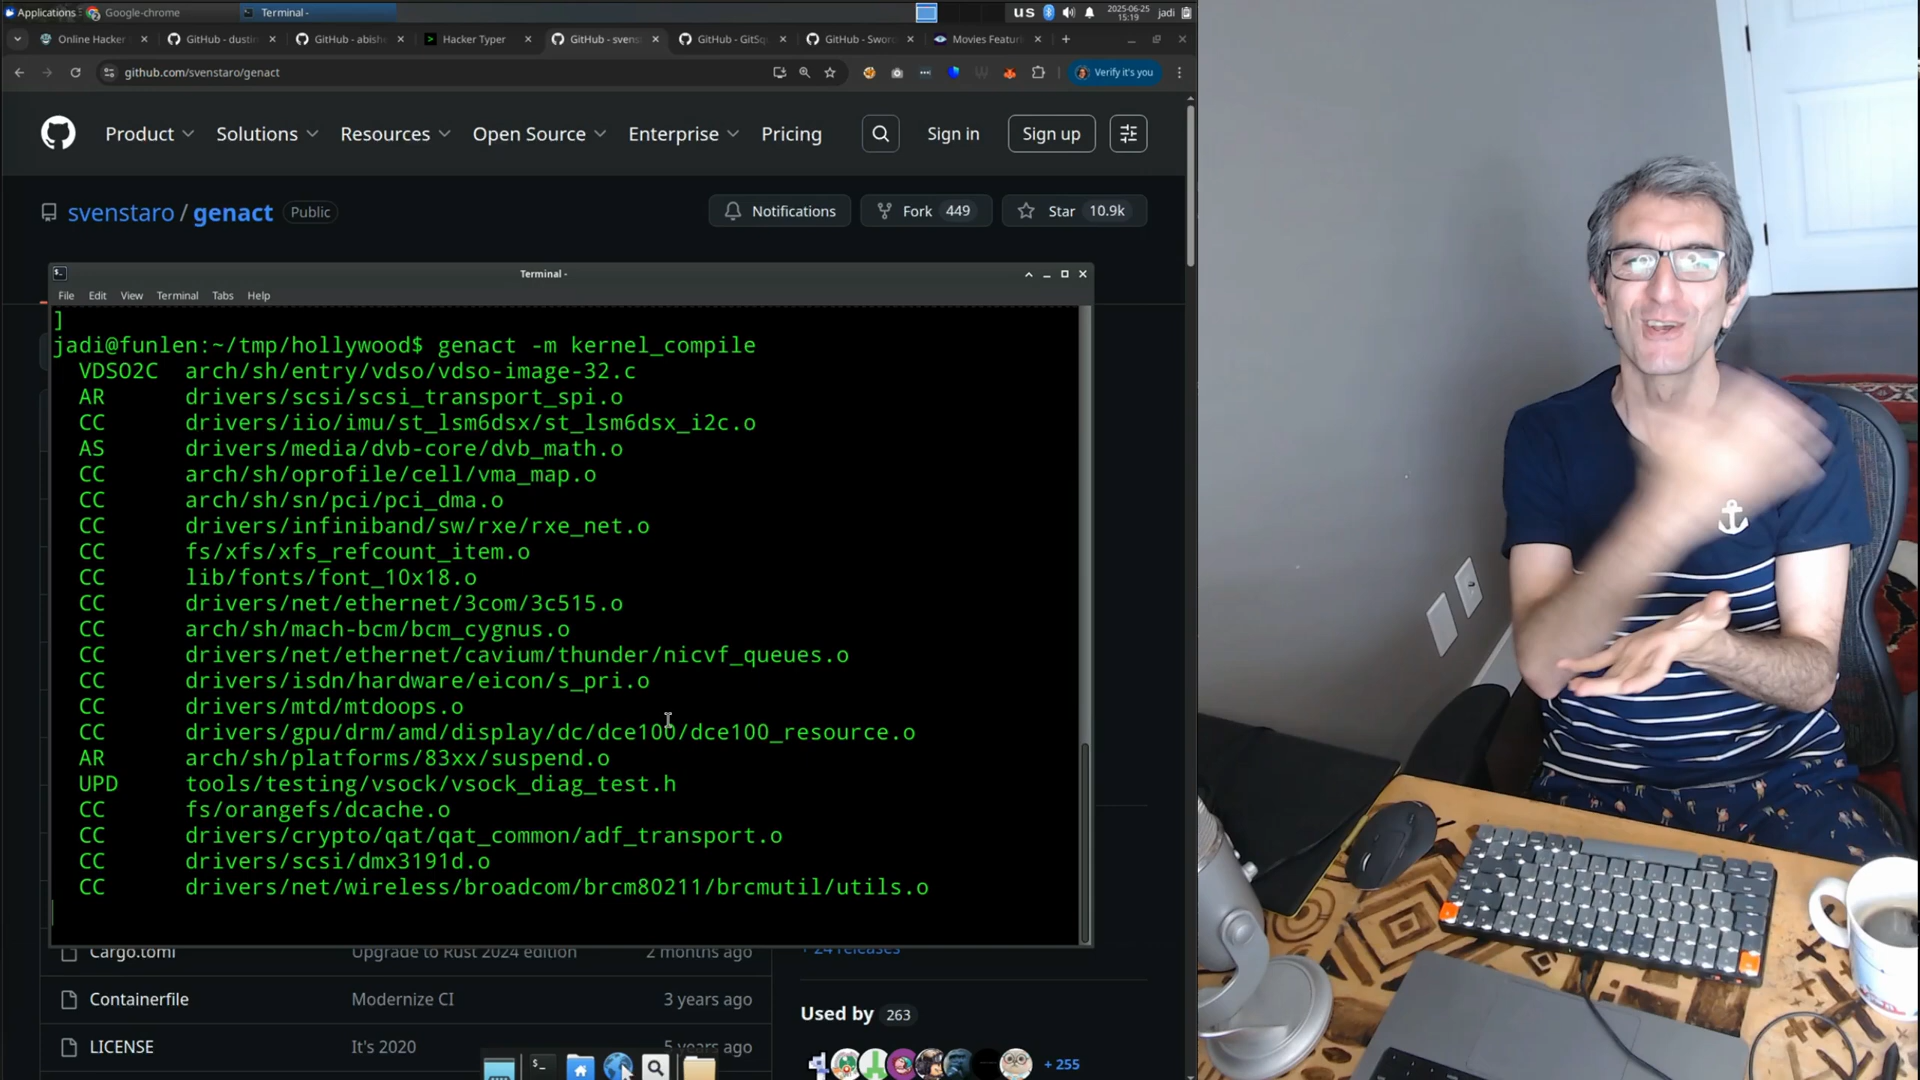 Applications
Google-chrome
Terminal -
us
2025-06-25
15:19
jadi
Online Hacker
GitHub - dustin
GitHub - abishe
Hacker Typer
GitHub - svenst
GitHub - GitSq
GitHub - Swor
Movies Featuri
github.com/svenstaro/genact
Verify it's you
Product
Solutions
Resources
Open Source
Enterprise
Pricing
Sign in
Sign up
svenstaro / genact
Public
Notifications
Fork 449
Star 10.9k
Terminal -
File Edit View Terminal Tabs Help
]
jadi@funlen:~/tmp/hollywood$ genact -m kernel_compile
VDSO2C arch/sh/entry/vdso/vdso-image-32.c
AR drivers/scsi/scsi_transport_spi.o
CC drivers/iio/imu/st_lsm6dsx/st_lsm6dsx_i2c.o
AS drivers/media/dvb-core/dvb_math.o
CC arch/sh/oprofile/cell/vma_map.o
CC arch/sh/sn/pci/pci_dma.o
CC drivers/infiniband/sw/rxe/rxe_net.o
CC fs/xfs/xfs_refcount_item.o
CC lib/fonts/font_10x18.o
CC drivers/net/ethernet/3com/3c515.o
CC arch/sh/mach-bcm/bcm_cygnus.o
CC drivers/net/ethernet/cavium/thunder/nicvf_queues.o
CC drivers/isdn/hardware/eicon/s_pri.o
CC drivers/mtd/mtdoops.o
CC drivers/gpu/drm/amd/display/dc/dce100/dce100_resource.o
AR arch/sh/platforms/83xx/suspend.o
UPD tools/testing/vsock/vsock_diag_test.h
CC fs/orangefs/dcache.o
CC drivers/crypto/qat/qat_common/adf_transport.o
CC drivers/scsi/dmx3191d.o
CC drivers/net/wireless/broadcom/brcm80211/brcmutil/utils.o
Cargo.toml
Upgrade to Rust 2024 edition
2 months ago
+ 24 releases
Containerfile
Modernize CI
3 years ago
Used by 263
LICENSE
It's 2020
5 years ago
+ 255